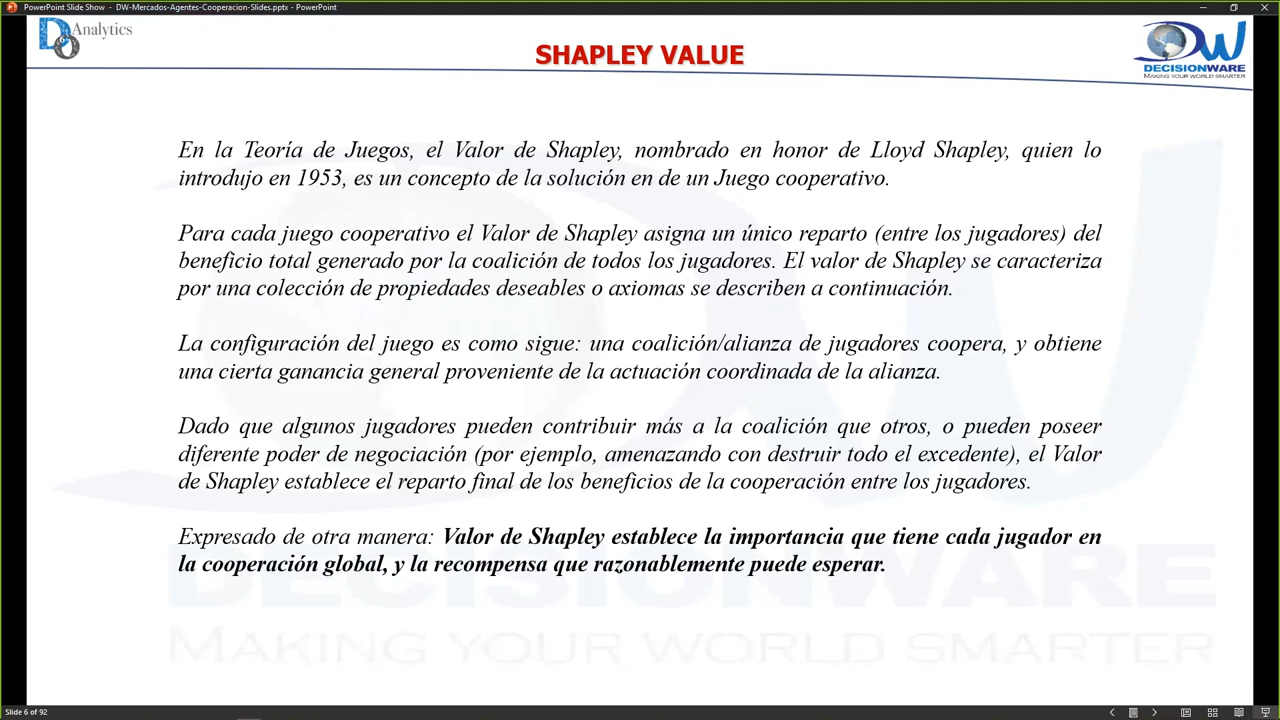 PowerPoint Slide Show - DW-Mercados-Agentes-Cooperacion-Slides.pptx - PowerPoint
DO Analytics
SHAPLEY VALUE
DW
DECISIONWARE
MAKING YOUR WORLD SMARTER
En la Teoría de Juegos, el Valor de Shapley, nombrado en honor de Lloyd Shapley, quien lo
introdujo en 1953, es un concepto de la solución en de un Juego cooperativo.
Para cada juego cooperativo el Valor de Shapley asigna un único reparto (entre los jugadores) del
beneficio total generado por la coalición de todos los jugadores. El valor de Shapley se caracteriza
por una colección de propiedades deseables o axiomas se describen a continuación.
La configuración del juego es como sigue: una coalición/alianza de jugadores coopera, y obtiene
una cierta ganancia general proveniente de la actuación coordinada de la alianza.
Dado que algunos jugadores pueden contribuir más a la coalición que otros, o pueden poseer
diferente poder de negociación (por ejemplo, amenazando con destruir todo el excedente), el Valor
de Shapley establece el reparto final de los beneficios de la cooperación entre los jugadores.
Expresado de otra manera: Valor de Shapley establece la importancia que tiene cada jugador en
la cooperación global, y la recompensa que razonablemente puede esperar.
DECISIONWARE
MAKING YOUR WORLD SMARTER
Slide 6 of 92